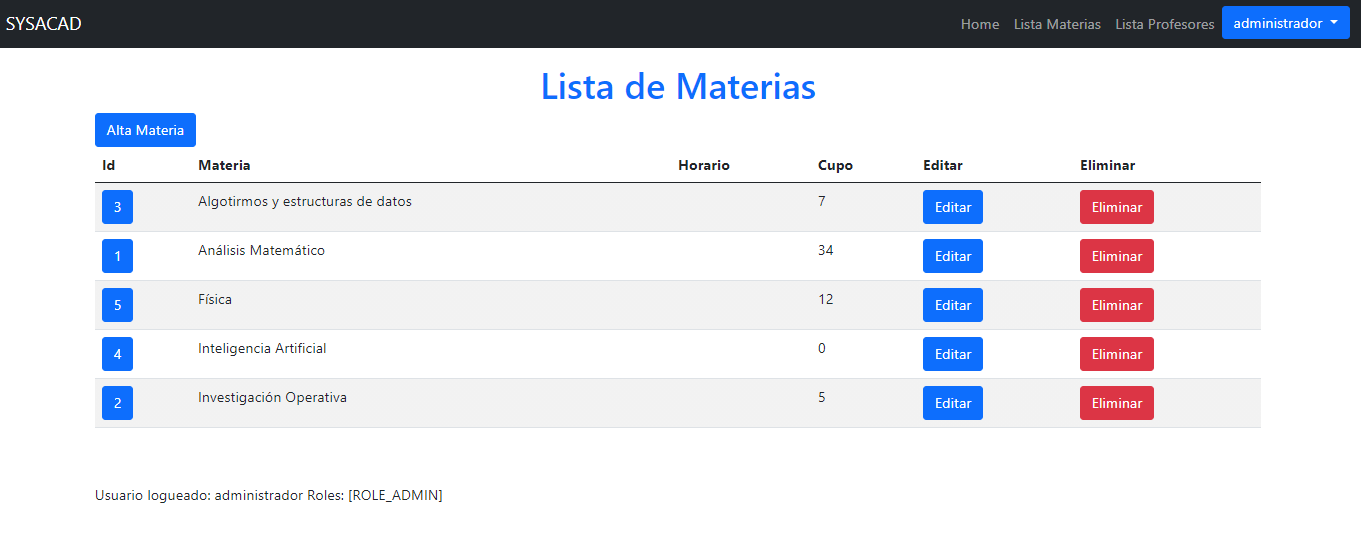 SYSACAD Home Lista Materias Lista Profesores administrador
Lista de Materias
Alta Materia
Id Materia Horario Cupo Editar Eliminar
3 Algotirmos y estructuras de datos 7 Editar Eliminar
1 Análisis Matemático 34 Editar Eliminar
5 Física 12 Editar Eliminar
4 Inteligencia Artificial 0 Editar Eliminar
2 Investigación Operativa 5 Editar Eliminar
Usuario logueado: administrador Roles: [ROLE_ADMIN]